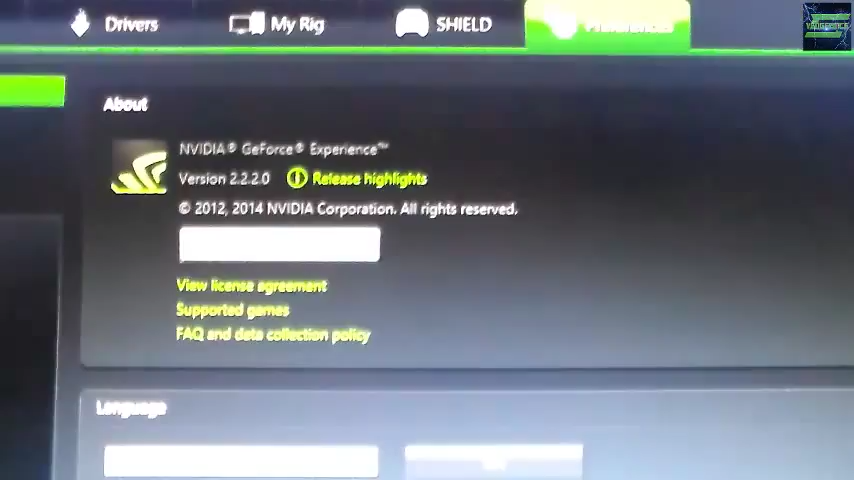 Drivers
My Rig
SHIELD
Preferences
About
NVIDIA® GeForce® Experience™
Version 2.2.2.0
Release highlights
© 2012, 2014 NVIDIA Corporation. All rights reserved.
View license agreement
Supported games
FAQ and data collection policy
Language